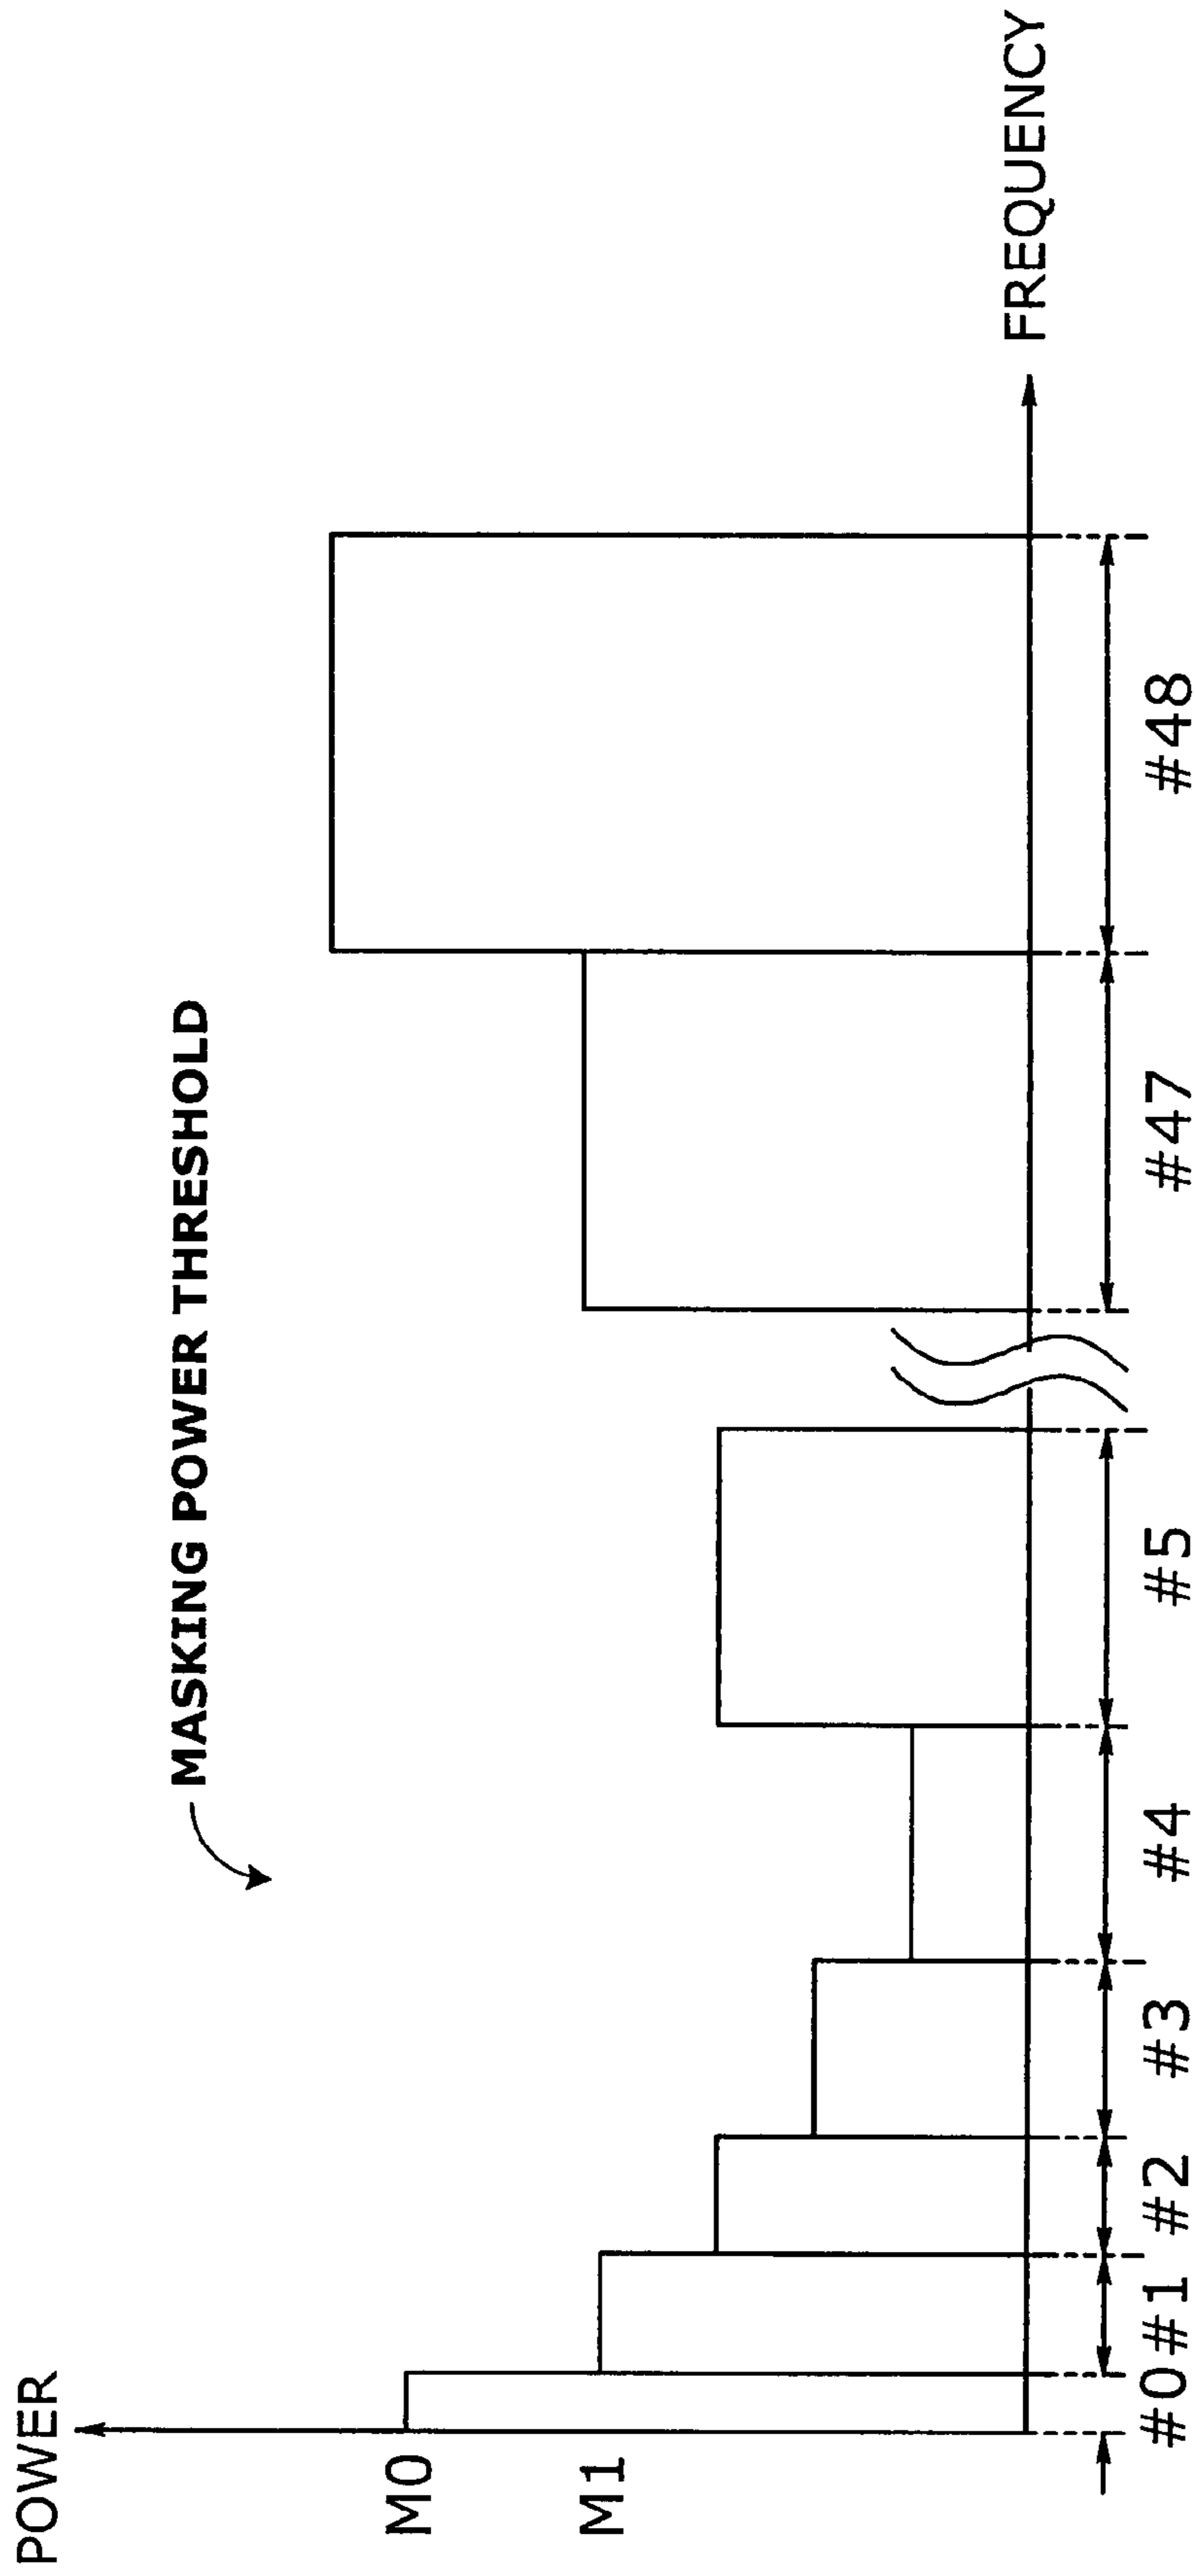 MASKING POWER THRESHOLD
POWER
M0
M1
FREQUENCY
#0 #1 #2 #3 #4 #5 #47 #48